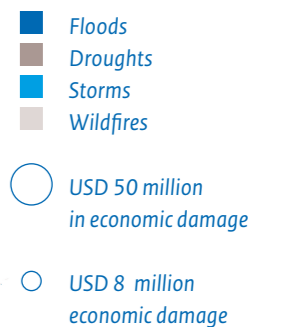 Floods
Droughts
Storms
Wildfires
USD 50 million
in economic damage
USD 8 million
economic damage